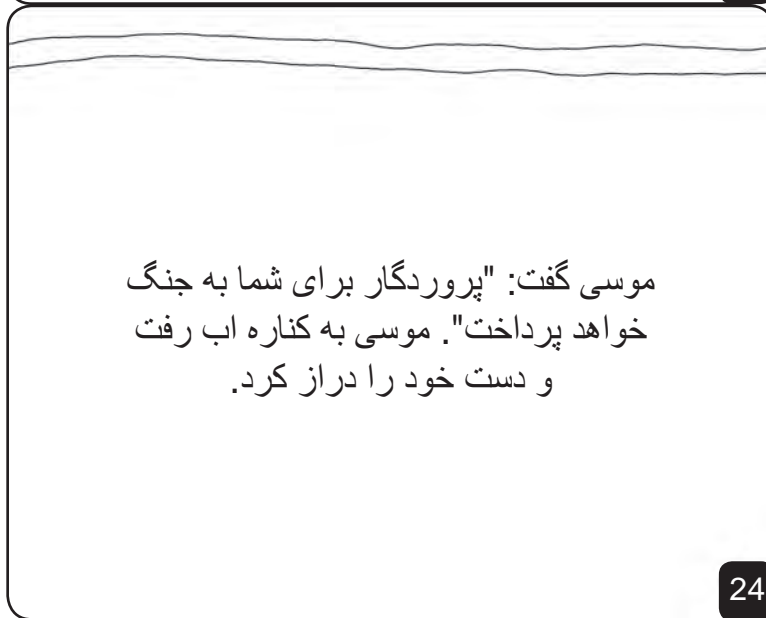 موسی گفت: "پروردگار برای شما به جنگ
خواهد پرداخت". موسی به کناره اب رفت
و دست خود را دراز کرد.
24